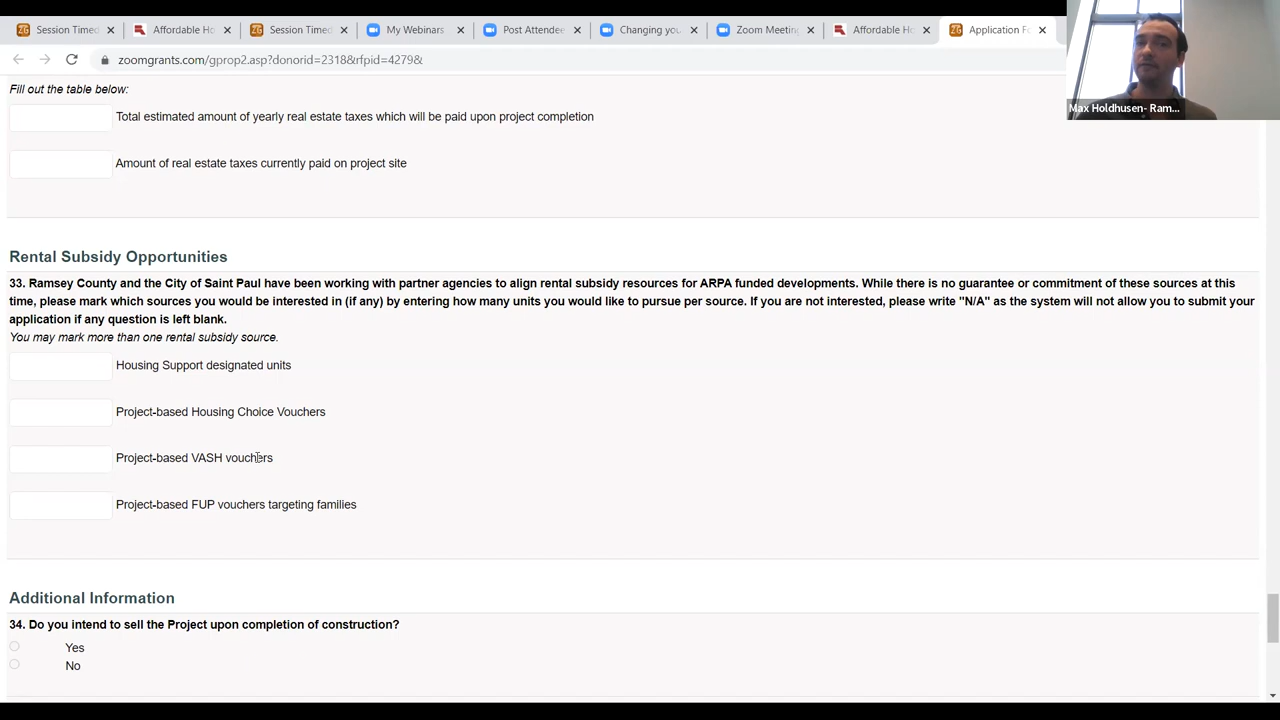 Session Timed
Affordable Ho
Session Timed
My Webinars
Post Attendee
Changing you
Zoom Meeting
Affordable Ho
Application Fo
zoomgrants.com/gprop2.asp?donorid=2318&rfpid=4279&
Max Holdhusen- Ram...
Fill out the table below:
Total estimated amount of yearly real estate taxes which will be paid upon project completion
Amount of real estate taxes currently paid on project site
Rental Subsidy Opportunities
33. Ramsey County and the City of Saint Paul have been working with partner agencies to align rental subsidy resources for ARPA funded developments. While there is no guarantee or commitment of these sources at this
time, please mark which sources you would be interested in (if any) by entering how many units you would like to pursue per source. If you are not interested, please write "N/A" as the system will not allow you to submit your
application if any question is left blank.
You may mark more than one rental subsidy source.
Housing Support designated units
Project-based Housing Choice Vouchers
Project-based VASH vouchers
Project-based FUP vouchers targeting families
Additional Information
34. Do you intend to sell the Project upon completion of construction?
Yes
No